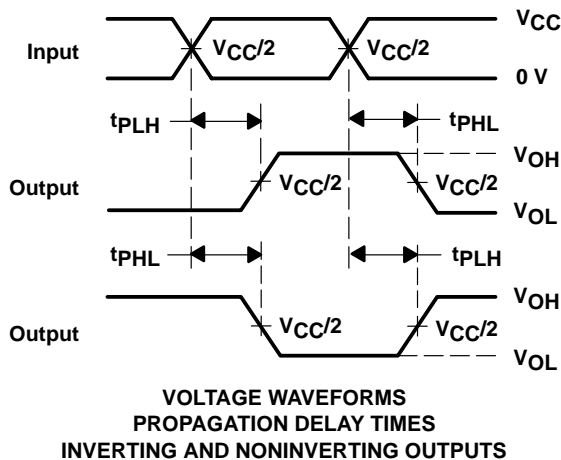 VCC
Input VCC/2 VCC/2
0 V
tPLH tPHL
VOH
Output VCC/2 VCC/2
VOL
tPHL tPLH
VOH
Output VCC/2 VCC/2
VOL
VOLTAGE WAVEFORMS
PROPAGATION DELAY TIMES
INVERTING AND NONINVERTING OUTPUTS